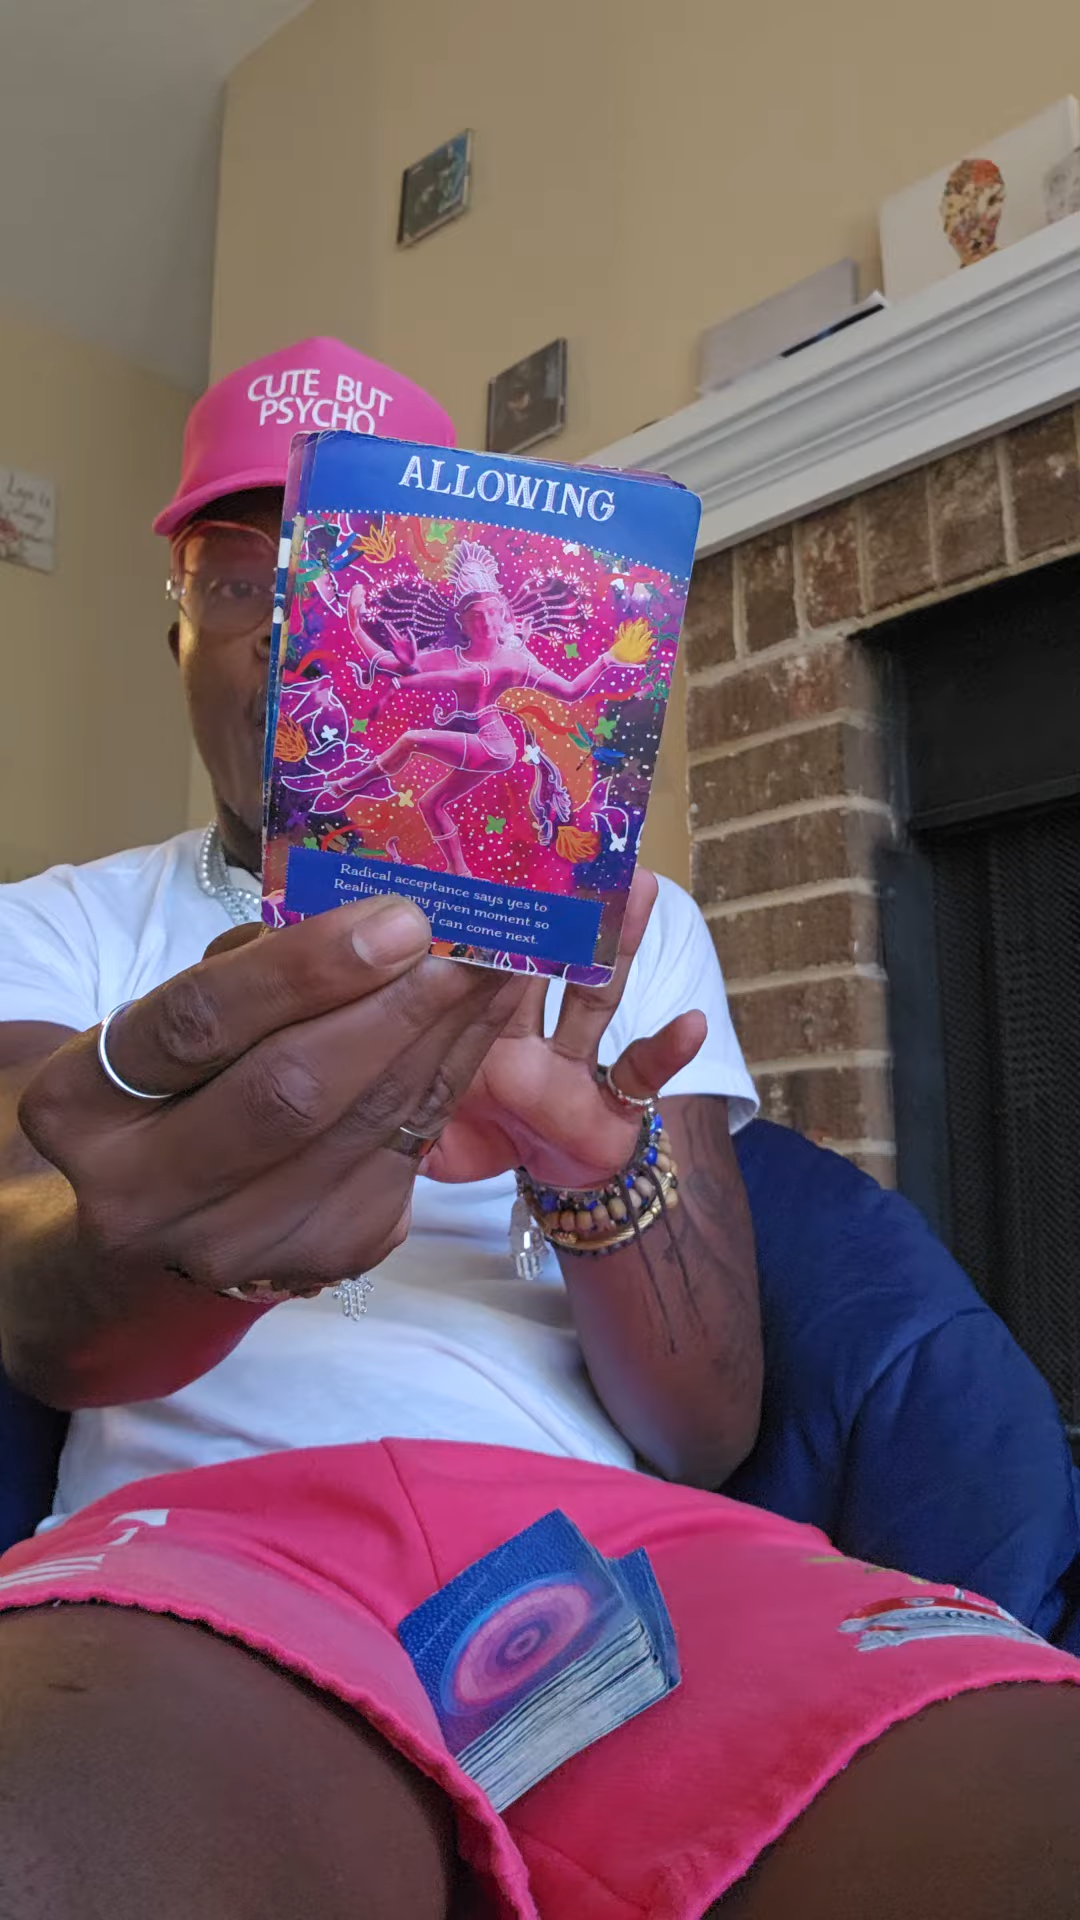 CUTE BUT
PSYCHO
ALLOWING
Radical acceptance says yes to
Reality in any given moment so
can come next.